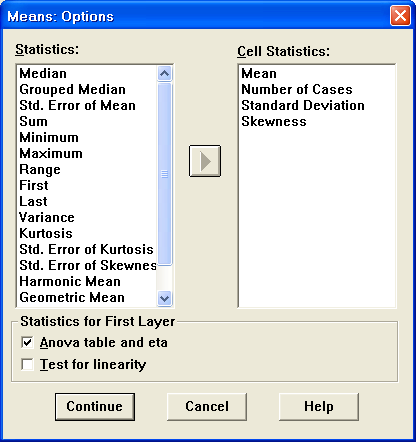 Means: Options
Statistics:
Median
Grouped Median
Std. Error of Mean
Sum
Minimum
Maximum
Range
First
Last
Variance
Kurtosis
Std. Error of Kurtosis
Std. Error of Skewnes
Harmonic Mean
Geometric Mean
Cell Statistics:
Mean
Number of Cases
Standard Deviation
Skewness
Statistics for First Layer
Anova table and eta
Test for linearity
Continue
Cancel
Help